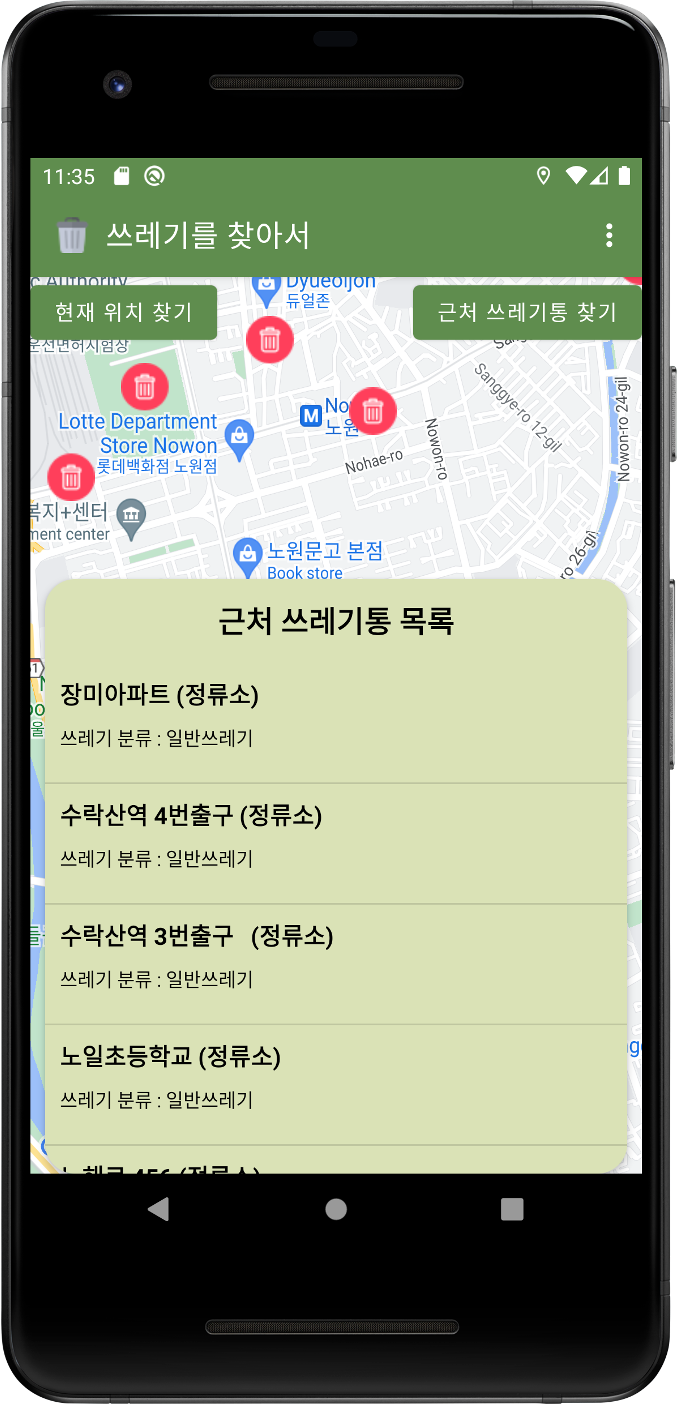 11:35
쓰레기를 찾아서
c Authority
Dyueoljon
듀얼존
현재 위치 찾기
근처 쓰레기통 찾기
운전면허시험장
Sanggye-ro 12-gil
Nowon-ro 24-gil
Lotte Department
Store Nowon
롯데백화점 노원점
M
No
노원
Nohae-ro
Nowon-ro
복지+센터
ment center
노원문고 본점
Book store
ro 26-gil
근처 쓰레기통 목록
장미아파트 (정류소)
쓰레기 분류 : 일반쓰레기
수락산역 4번출구 (정류소)
쓰레기 분류 : 일반쓰레기
수락산역 3번출구 (정류소)
쓰레기 분류 : 일반쓰레기
노일초등학교 (정류소)
쓰레기 분류 : 일반쓰레기
노해로 456 (정류소)